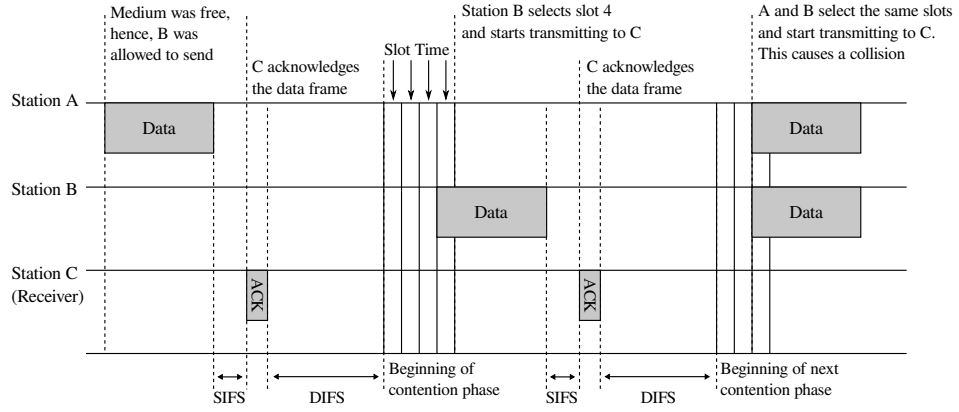 Medium was free,
hence, B was
allowed to send
C acknowledges
the data frame
Slot Time
Station B selects slot 4
and starts transmitting to C
C acknowledges
the data frame
A and B select the same slots
and start transmitting to C.
This causes a collision
Station A
Data
Data
Station B
Data
Data
Station C
(Receiver)
ACK
ACK
SIFS
DIFS
Beginning of
contention phase
SIFS
DIFS
Beginning of next
contention phase